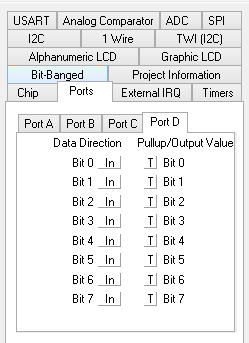 USART Analog Comparator ADC SPI
I2C 1 Wire TWI (I2C)
Alphanumeric LCD Graphic LCD
Bit-Banged Project Information
Chip Ports External IRQ Timers
Port A Port B Port C Port D
Data Direction Pullup/Output Value
Bit 0 In T Bit 0
Bit 1 In T Bit 1
Bit 2 In T Bit 2
Bit 3 In T Bit 3
Bit 4 In T Bit 4
Bit 5 In T Bit 5
Bit 6 In T Bit 6
Bit 7 In T Bit 7